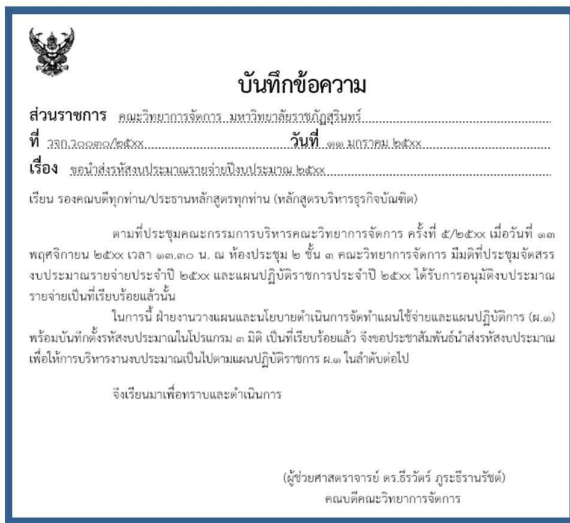 บันทึกข้อความ
ส่วนราชการ คณะวิทยาการจัดการ มหาวิทยาลัยราชภัฏสุรินทร์
ที่ วจก.ว๐๐๓๐/๒๕xx วันที่ ๑๑ มกราคม ๒๕xx
เรื่อง ขอนำส่งรหัสงบประมาณรายจ่ายปีงบประมาณ ๒๕xx
เรียน รองคณบดีทุกท่าน/ประธานหลักสูตรทุกท่าน (หลักสูตรบริหารธุรกิจบัณฑิต)
ตามที่ประชุมคณะกรรมการบริหารคณะวิทยาการจัดการ ครั้งที่ ๕/๒๕xx เมื่อวันที่ ๑๓
พฤศจิกายน ๒๕xx เวลา ๑๓.๓๐ น. ณ ห้องประชุม ๒ ชั้น ๓ คณะวิทยาการจัดการ มีมติที่ประชุมจัดสรร
งบประมาณรายจ่ายประจำปี ๒๕xx และแผนปฏิบัติราชการประจำปี ๒๕xx ได้รับการอนุมัติงบประมาณ
รายจ่ายเป็นที่เรียบร้อยแล้วนั้น
ในการนี้ ฝ่ายงานวางแผนและนโยบายดำเนินการจัดทำแผนใช้จ่ายและแผนปฏิบัติการ (ผ.๑)
พร้อมบันทึกตั้งรหัสงบประมาณในโปรแกรม ๓ มิติ เป็นที่เรียบร้อยแล้ว จึงขอประชาสัมพันธ์นำส่งรหัสงบประมาณ
เพื่อให้การบริหารงานงบประมาณเป็นไปตามแผนปฏิบัติราชการ ผ.๑ ในลำดับต่อไป
จึงเรียนมาเพื่อทราบและดำเนินการ
(ผู้ช่วยศาสตราจารย์ ดร.ธีรวัตร์ ภูระธีรานรัชต์)
คณบดีคณะวิทยาการจัดการ